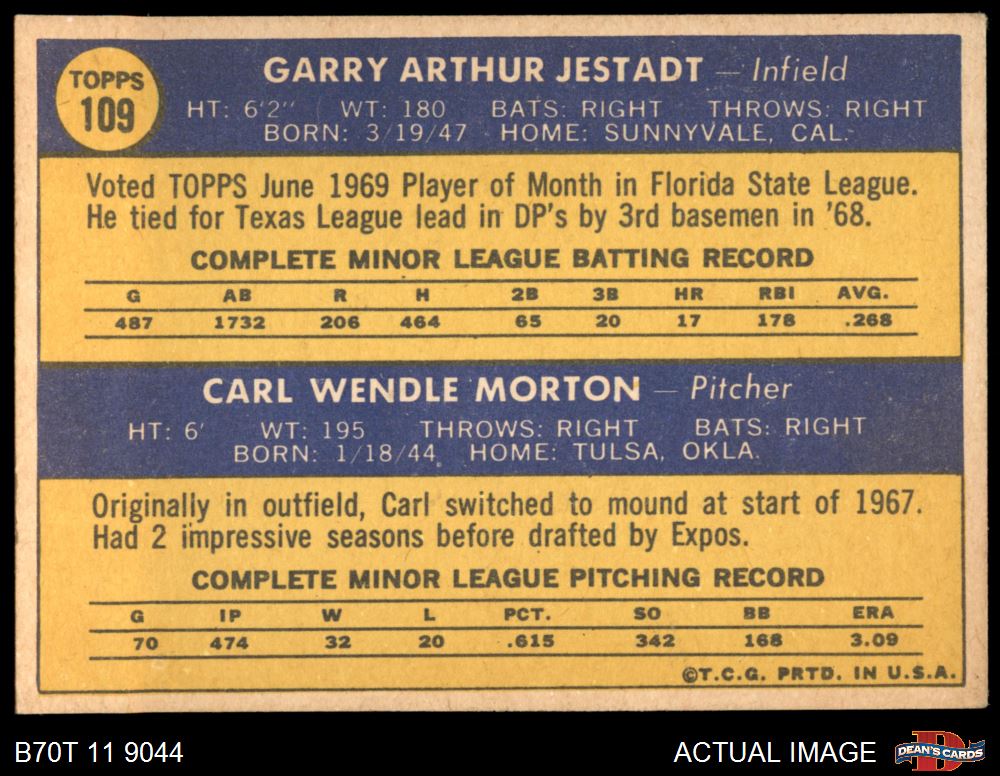 TOPPS
109
GARRY ARTHUR JESTADT — Infield
HT: 6'2" WT: 180 BATS: RIGHT THROWS: RIGHT
BORN: 3/19/47 HOME: SUNNYVALE, CAL.
Voted TOPPS June 1969 Player of Month in Florida State League.
He tied for Texas League lead in DP's by 3rd basemen in '68.
COMPLETE MINOR LEAGUE BATTING RECORD
G AB R H 2B 3B HR RBI AVG.
487 1732 206 464 65 20 17 178 .268
CARL WENDLE MORTON — Pitcher
HT: 6' WT: 195 THROWS: RIGHT BATS: RIGHT
BORN: 1/18/44 HOME: TULSA, OKLA.
Originally in outfield, Carl switched to mound at start of 1967.
Had 2 impressive seasons before drafted by Expos.
COMPLETE MINOR LEAGUE PITCHING RECORD
G IP W L PCT. SO BB ERA
70 474 32 20 .615 342 168 3.09
©T.C.G. PRTD. IN U.S.A.
B70T 11 9044
ACTUAL IMAGE
D
DEAN'S CARDS